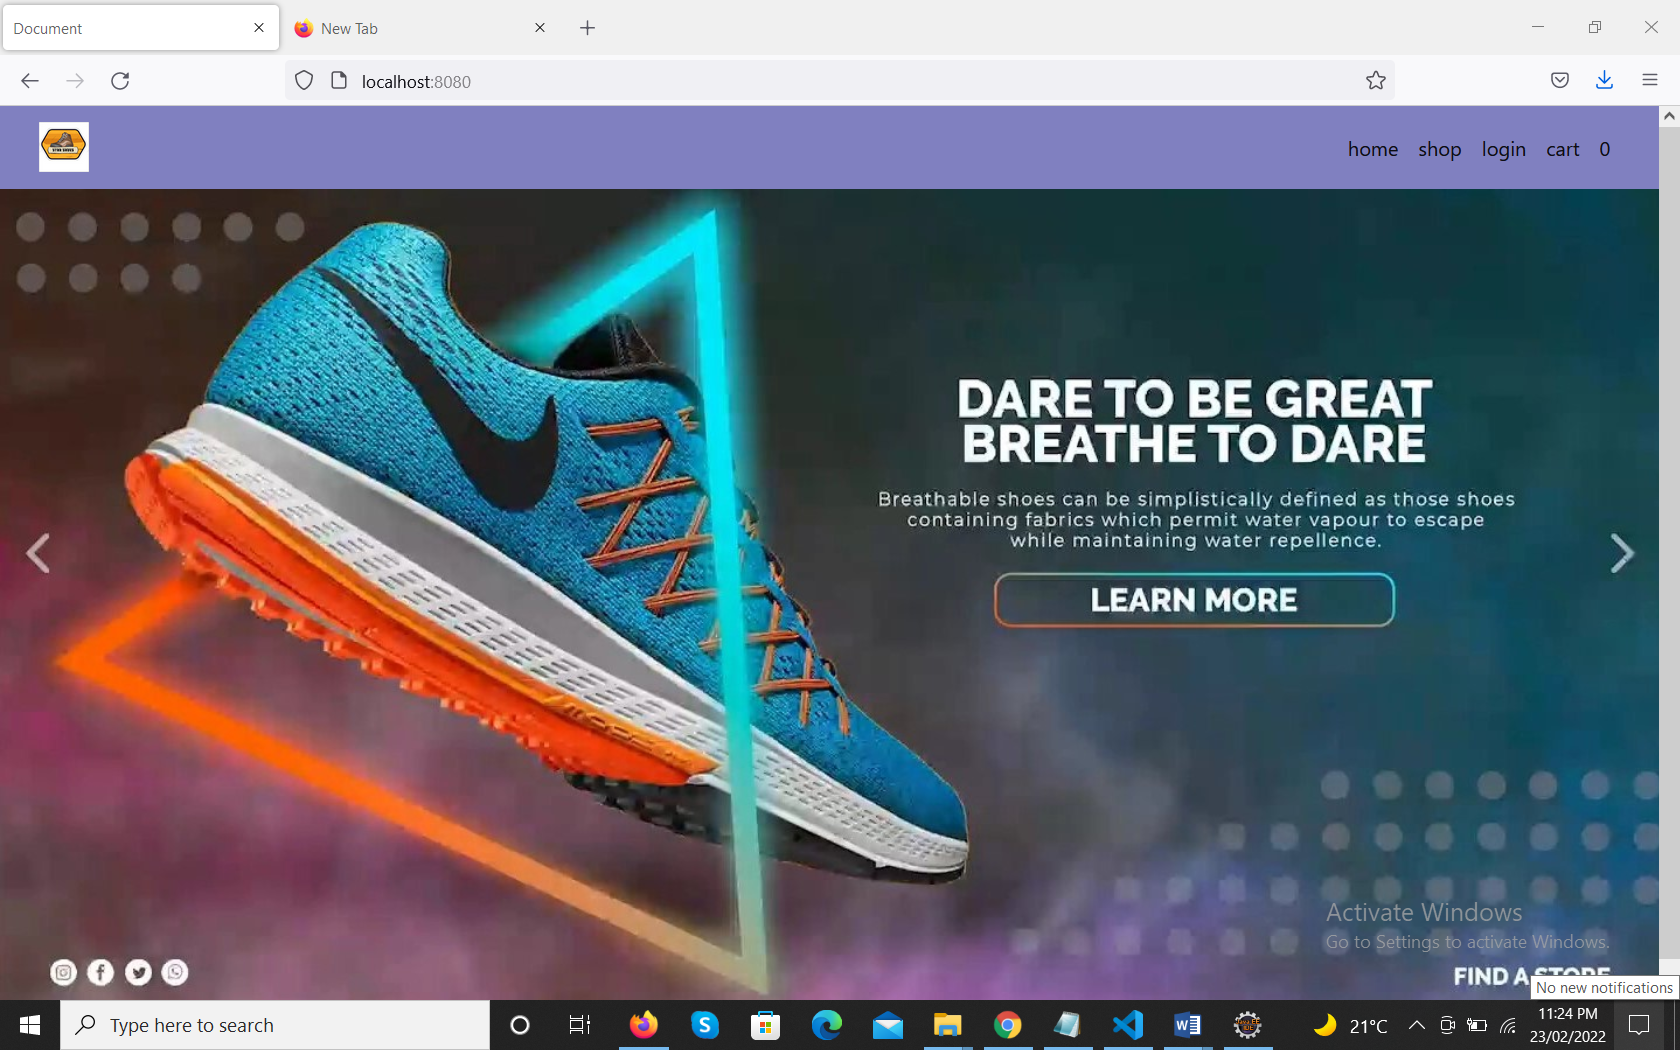 Document
New Tab
localhost:8080
home shop login cart 0
DARE TO BE GREAT
BREATHE TO DARE
Breathable shoes can be simplistically defined as those shoes
containing fabrics which permit water vapour to escape
while maintaining water repellence.
LEARN MORE
Activate Windows
Go to Settings to activate Windows.
FIND A STORE
No new notifications
Type here to search
21°C
11:24 PM
23/02/2022